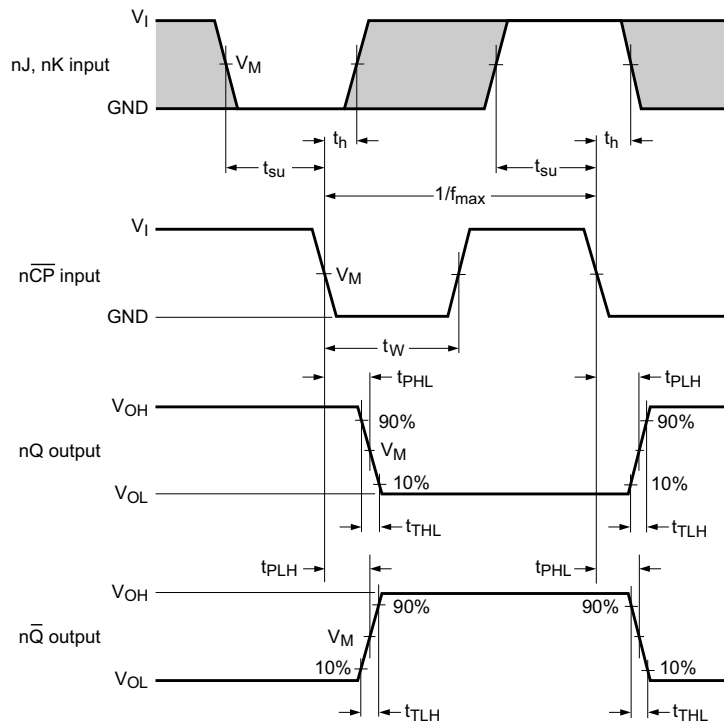 V_I
nJ, nK input
V_M
GND
t_h
t_h
t_su
t_su
1/f_max
V_I
nC̅P̅ input
V_M
GND
t_W
t_PHL
t_PLH
V_OH
90%
90%
nQ output
V_M
10%
10%
V_OL
t_THL
t_TLH
t_PLH
t_PHL
V_OH
90%
90%
nQ̅ output
V_M
10%
10%
V_OL
t_TLH
t_THL